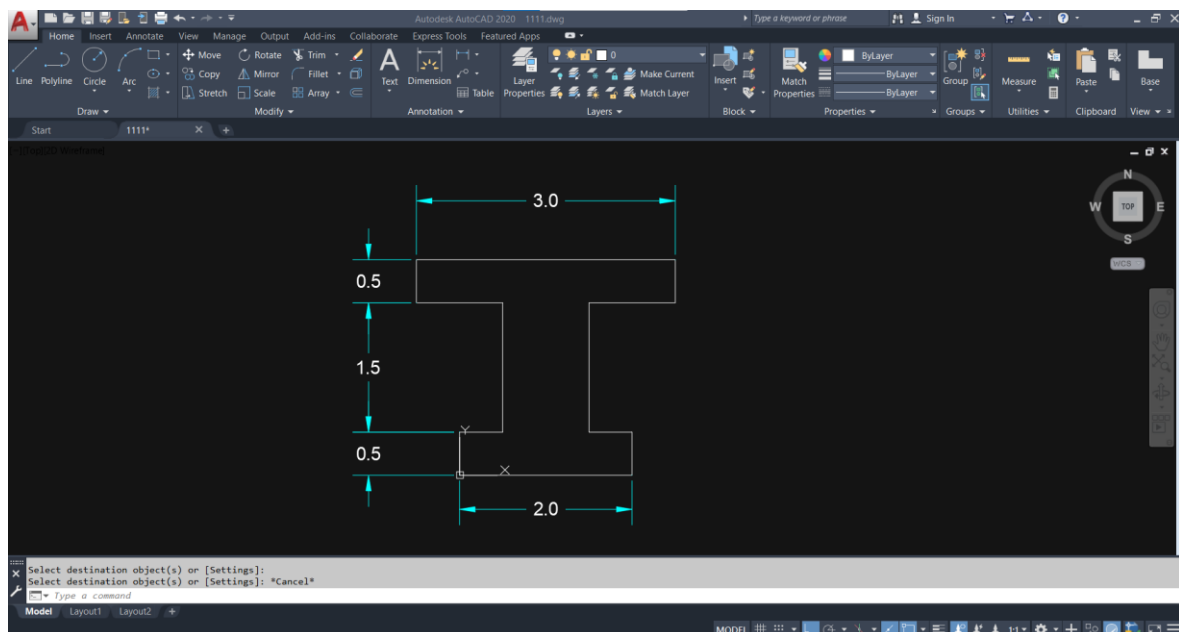 Autodesk AutoCAD 2020 1111.dwg
Type a keyword or phrase
Sign In
Home Insert Annotate View Manage Output Add-ins Collaborate Express Tools Featured Apps
Line Polyline Circle Arc
Move Rotate Trim
Copy Mirror Fillet
Stretch Scale Array
Text Dimension
Table
Layer Properties
0
Make Current
Match Layer
Insert
Match Properties
ByLayer
ByLayer
ByLayer
Group
Measure
Paste
Base
Draw Modify Annotation Layers Block Properties Groups Utilities Clipboard View
Start 1111*
N
W TOP E
S
WCS
3.0
0.5
1.5
0.5
Y
X
2.0
Select destination object(s) or [Settings]:
Select destination object(s) or [Settings]: *Cancel*
Type a command
Model Layout1 Layout2
MODEL 1:1